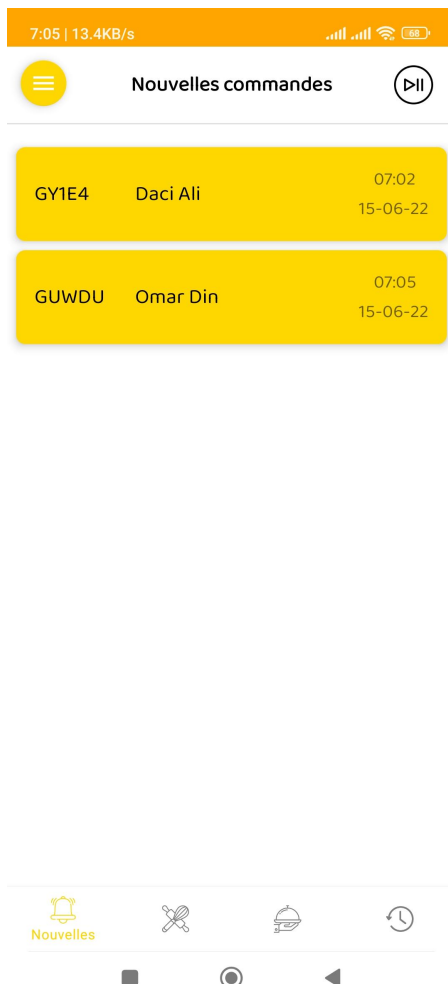 7:05 | 13.4KB/s 68
Nouvelles commandes
GY1E4 Daci Ali 07:02
15-06-22
GUWDU Omar Din 07:05
15-06-22
Nouvelles